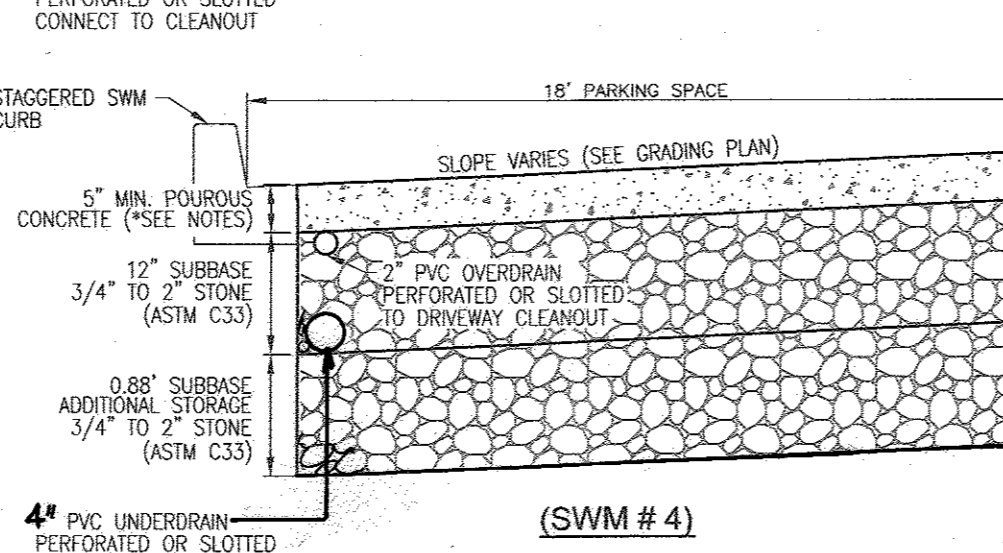 PERFORATED OR SLOTTED
CONNECT TO CLEANOUT
STAGGERED SWM
CURB
18' PARKING SPACE
SLOPE VARIES (SEE GRADING PLAN)
5" MIN. POUROUS
CONCRETE (*SEE NOTES)
12" SUBBASE
3/4" TO 2" STONE
(ASTM C33)
2" PVC OVERDRAIN
PERFORATED OR SLOTTED
TO DRIVEWAY CLEANOUT
0.88' SUBBASE
ADDITIONAL STORAGE
3/4" TO 2" STONE
(ASTM C33)
4" PVC UNDERDRAIN
PERFORATED OR SLOTTED
(SWM # 4)